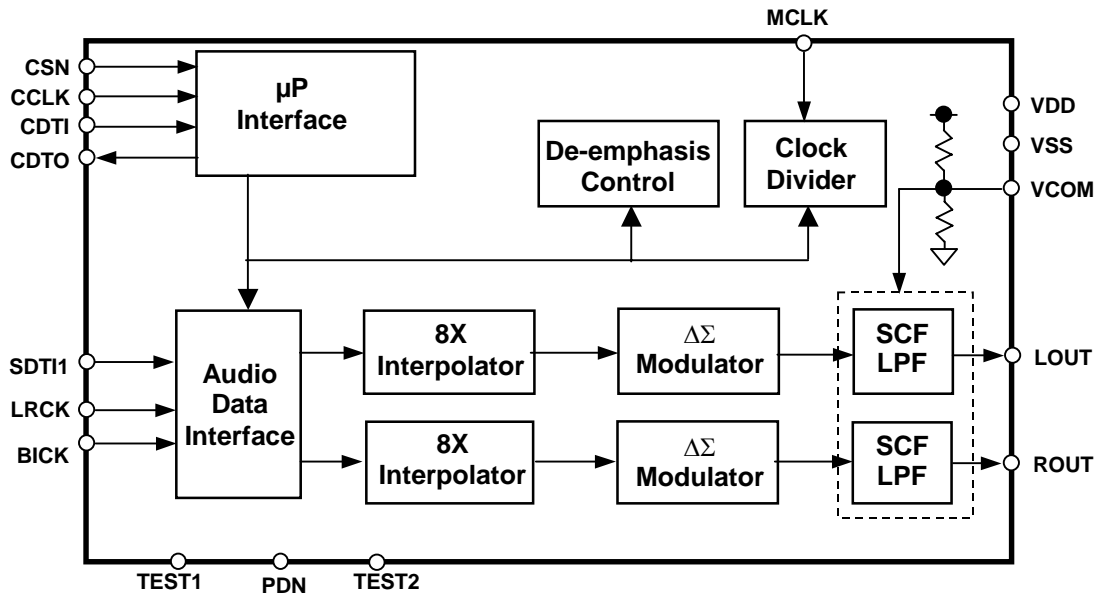 MCLK
CSN
CCLK
CDTI
CDTO
µP
Interface
De-emphasis
Control
Clock
Divider
VDD
VSS
VCOM
SDTI1
LRCK
BICK
Audio
Data
Interface
8X
Interpolator
ΔΣ
Modulator
SCF
LPF
LOUT
8X
Interpolator
ΔΣ
Modulator
SCF
LPF
ROUT
TEST1
PDN
TEST2